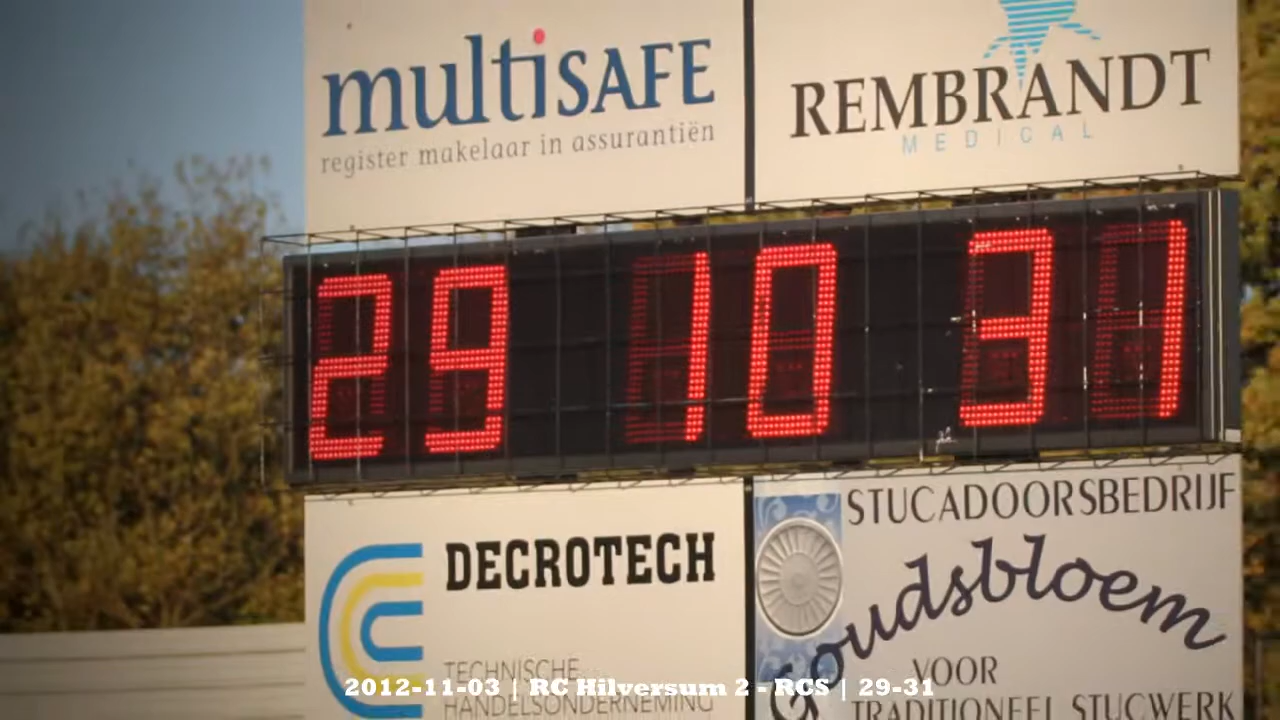 multiSAFE
register makelaar in assurantiën
REMBRANDT
MEDICAL
29 10 31
DECROTECH
TECHNISCHE
HANDELSONDERNEMING
STUCADOORSBEDRIJF
Goudsbloem
VOOR
TRADITIONEEL STUCWERK
2012-11-03 | RC Hilversum 2 - RCS | 29-31